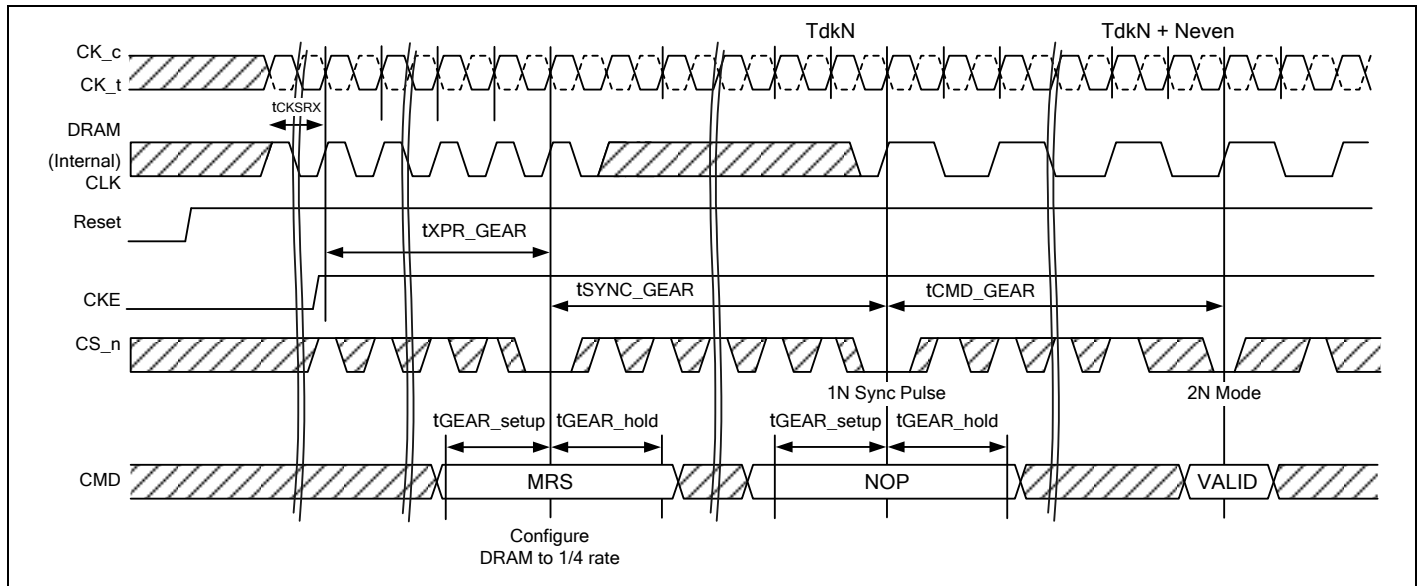 TdkN
TdkN + Neven
CK_c
CK_t
tCKSRX
DRAM
(Internal)
CLK
Reset
tXPR_GEAR
CKE
tSYNC_GEAR
tCMD_GEAR
CS_n
1N Sync Pulse
2N Mode
tGEAR_setup
tGEAR_hold
tGEAR_setup
tGEAR_hold
CMD
MRS
NOP
VALID
Configure
DRAM to 1/4 rate